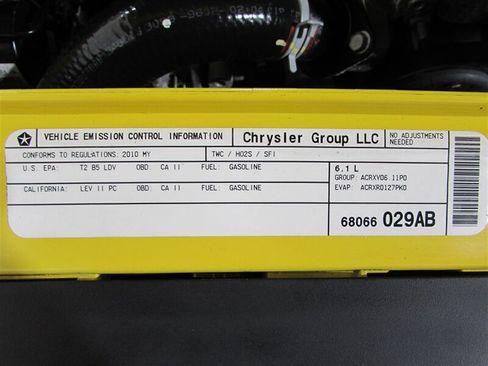 VEHICLE EMISSION CONTROL INFORMATION Chrysler Group LLC NO ADJUSTMENTS NEEDED
CONFORMS TO REGULATIONS: 2010 MY TWC / HO2S / SFI
U.S. EPA: T2 B5 LDV OBD: CA II FUEL: GASOLINE 6.1 L
GROUP: ACRXV06.11P0
CALIFORNIA: LEV II PC OBD: CA II FUEL: GASOLINE EVAP: ACRXR0127PK0
68066 029AB